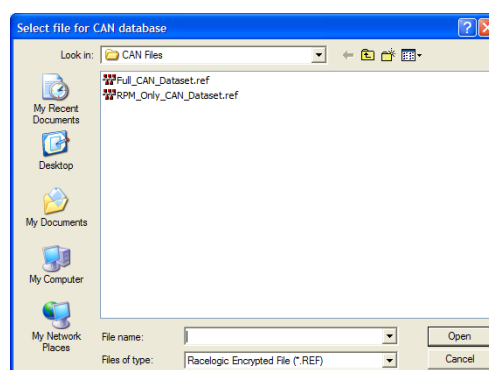 Select file for CAN database
Look in:
CAN Files
Full_CAN_Dataset.ref
RPM_Only_CAN_Dataset.ref
My Recent
Documents
Desktop
My Documents
My Computer
My Network
Places
File name:
Open
Files of type:
Racelogic Encrypted File (*.REF)
Cancel